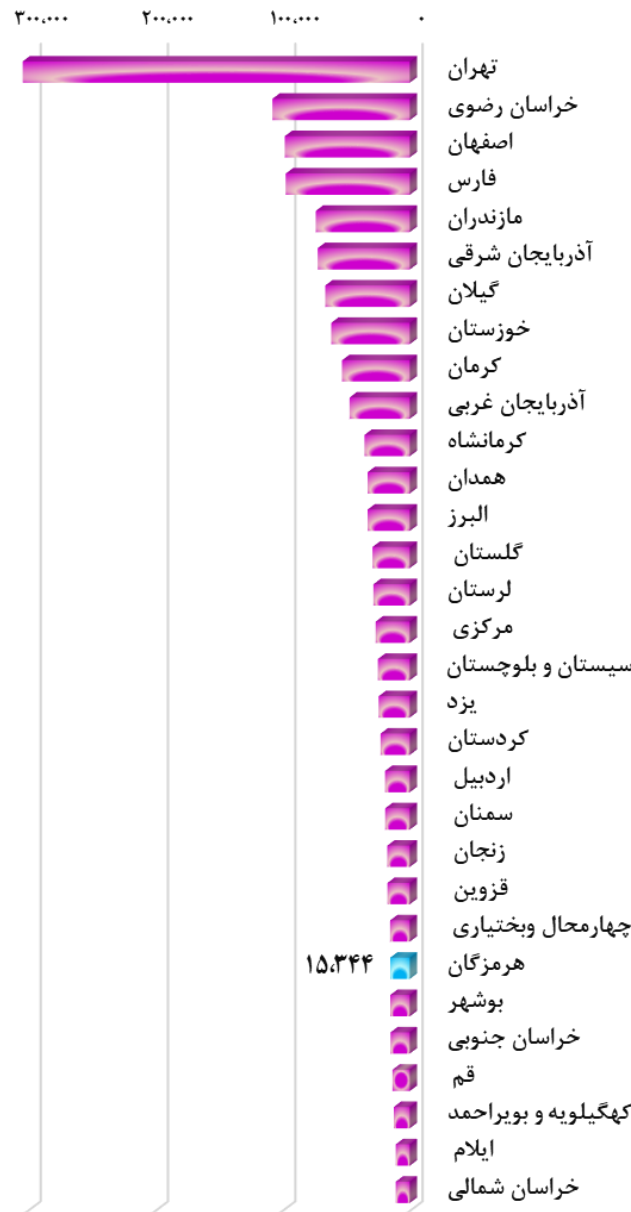 ۳۰۰،۰۰۰ ۲۰۰،۰۰۰ ۱۰۰،۰۰۰ ۰
تهران
خراسان رضوی
اصفهان
فارس
مازندران
آذربایجان شرقی
گیلان
خوزستان
کرمان
آذربایجان غربی
کرمانشاه
همدان
البرز
گلستان
لرستان
مرکزی
سیستان و بلوچستان
یزد
کردستان
اردبیل
سمنان
زنجان
قزوین
چهارمحال وبختیاری
هرمزگان ۱۵،۳۴۴
بوشهر
خراسان جنوبی
قم
کهگیلویه و بویراحمد
ایلام
خراسان شمالی